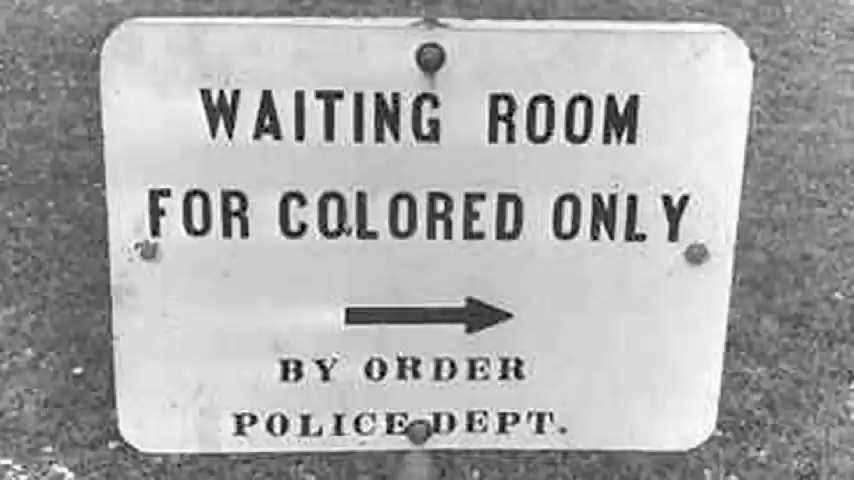 WAITING ROOM
FOR COLORED ONLY
BY ORDER
POLICE DEPT.